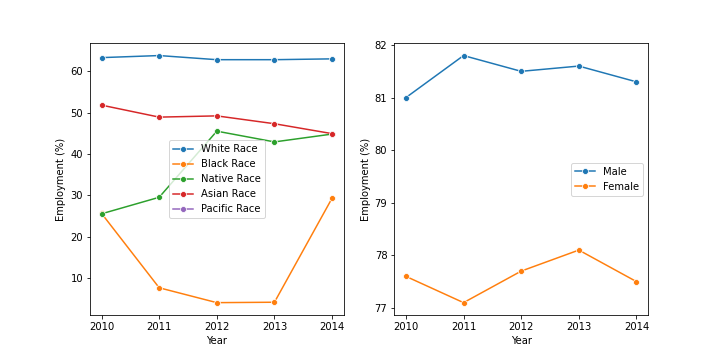 60
50
40
30
20
10
Employment (%)
2010 2011 2012 2013 2014
Year
White Race
Black Race
Native Race
Asian Race
Pacific Race
82
81
80
79
78
77
Employment (%)
2010 2011 2012 2013 2014
Year
Male
Female